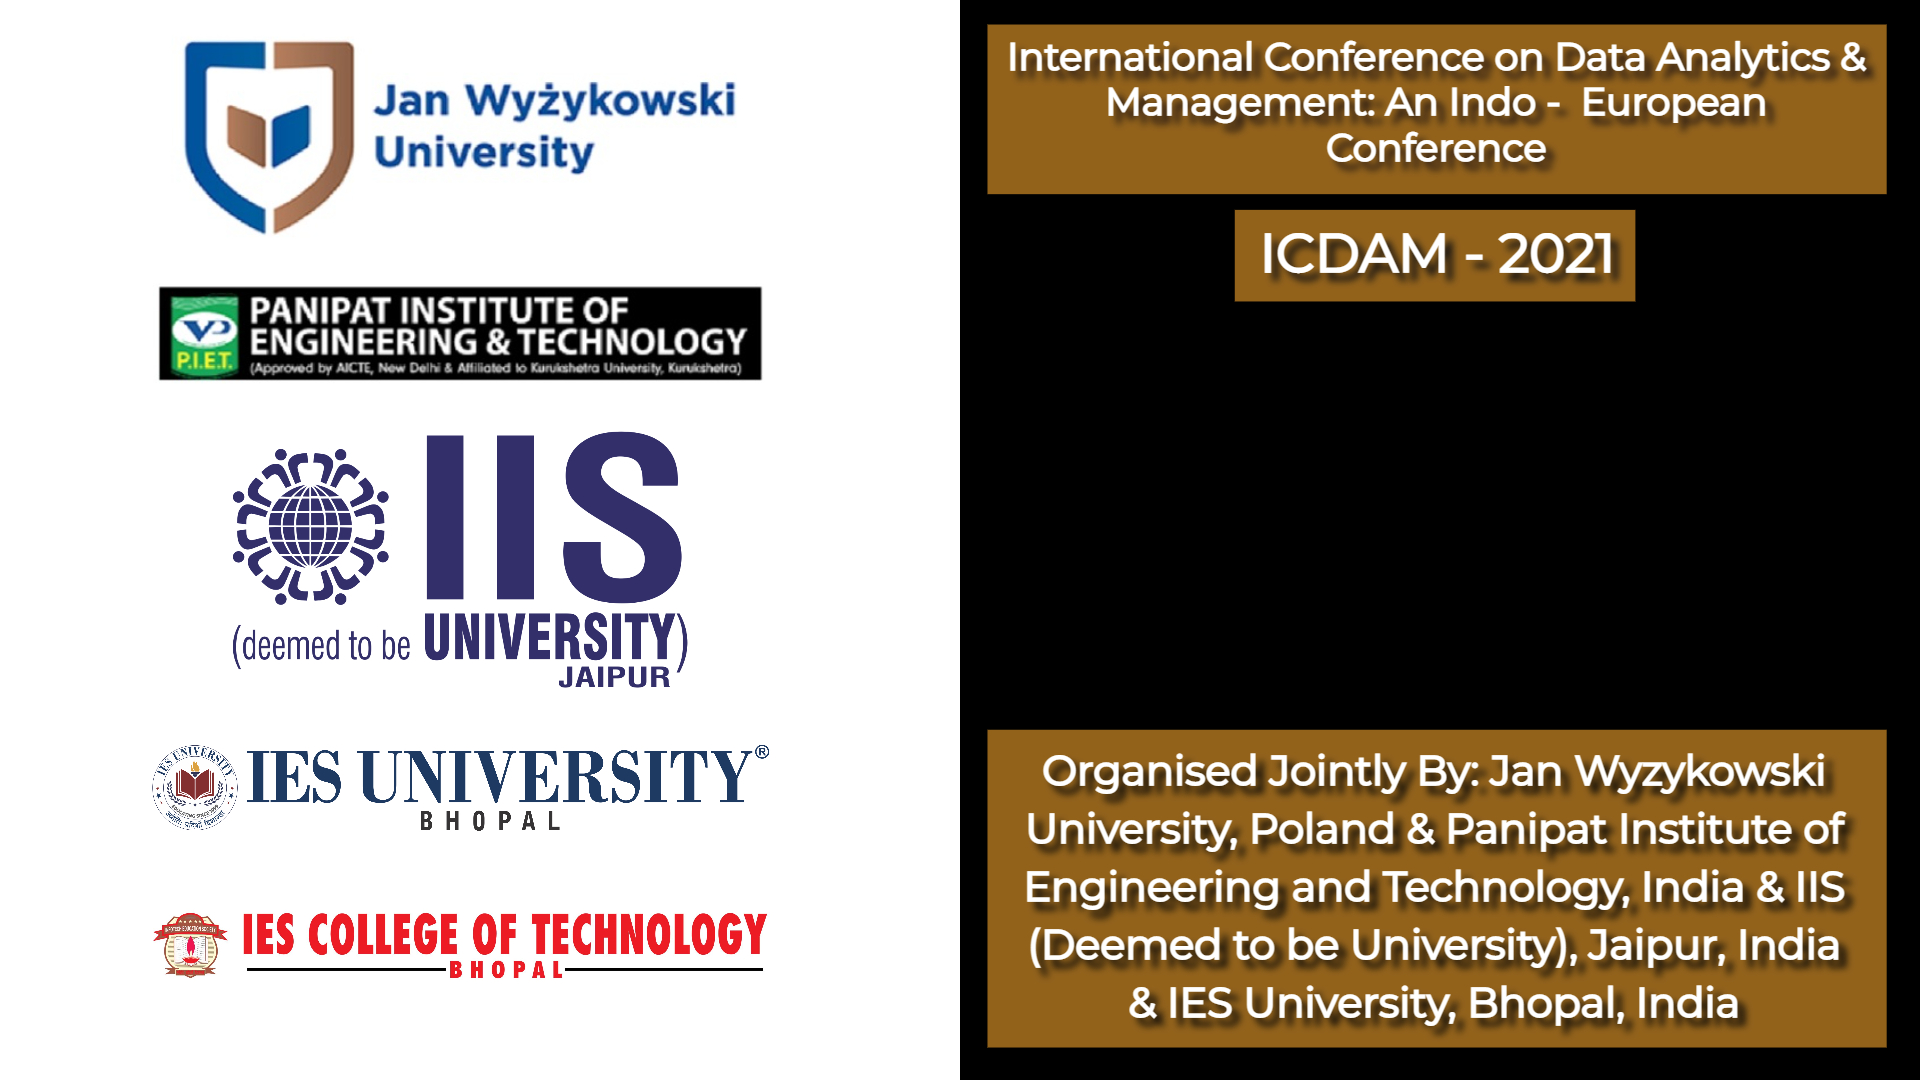 Jan Wyżykowski
University
PANIPAT INSTITUTE OF
ENGINEERING & TECHNOLOGY
P.I.E.T.
(Approved by AICTE, New Delhi & Affiliated to Kurukshetra University, Kurukshetra)
IIS
(deemed to be UNIVERSITY)
JAIPUR
IES UNIVERSITY
IES UNIVERSITY®
BHOPAL
IES COLLEGE OF TECHNOLOGY
BHOPAL
International Conference on Data Analytics &
Management: An Indo - European
Conference
ICDAM - 2021
Organised Jointly By: Jan Wyzykowski
University, Poland & Panipat Institute of
Engineering and Technology, India & IIS
(Deemed to be University), Jaipur, India
& IES University, Bhopal, India